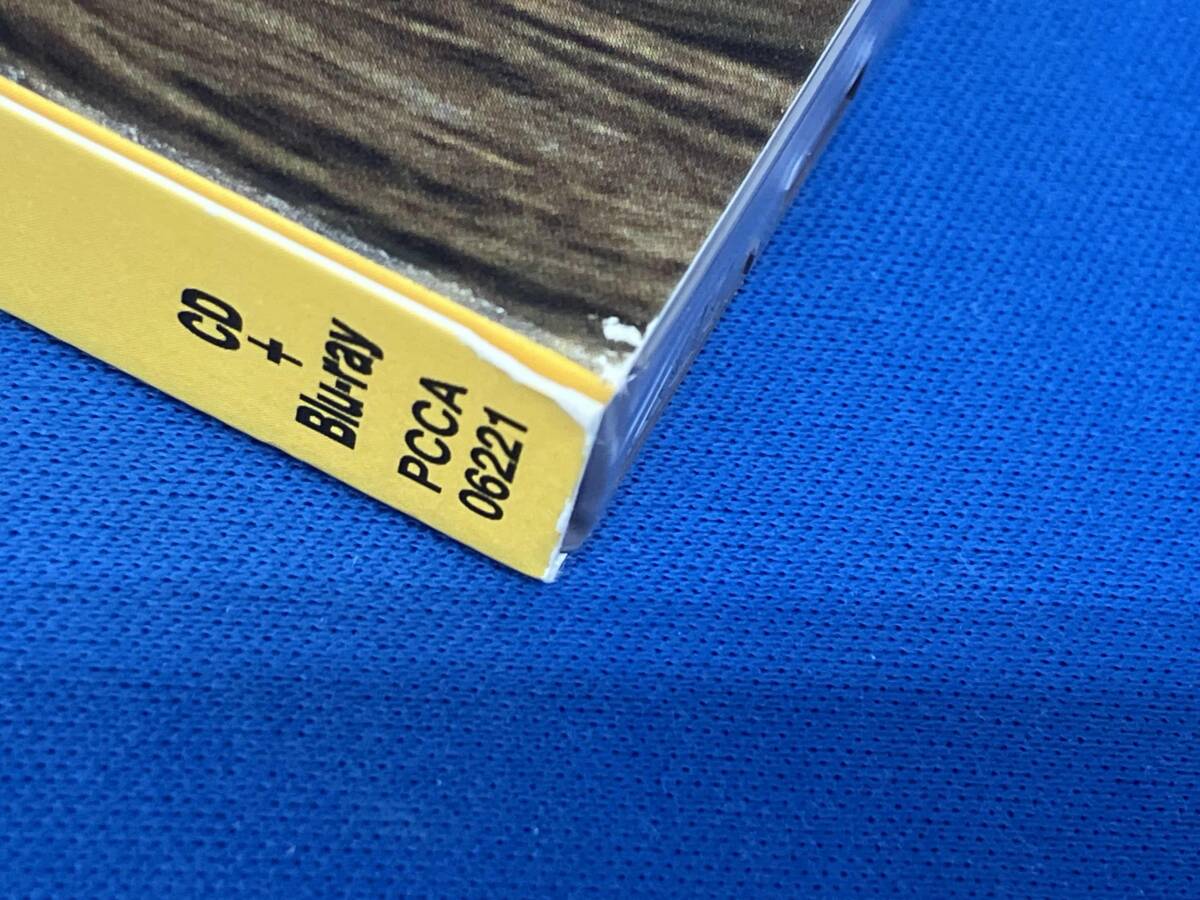 CD
+
Blu-ray
PCCA
06221